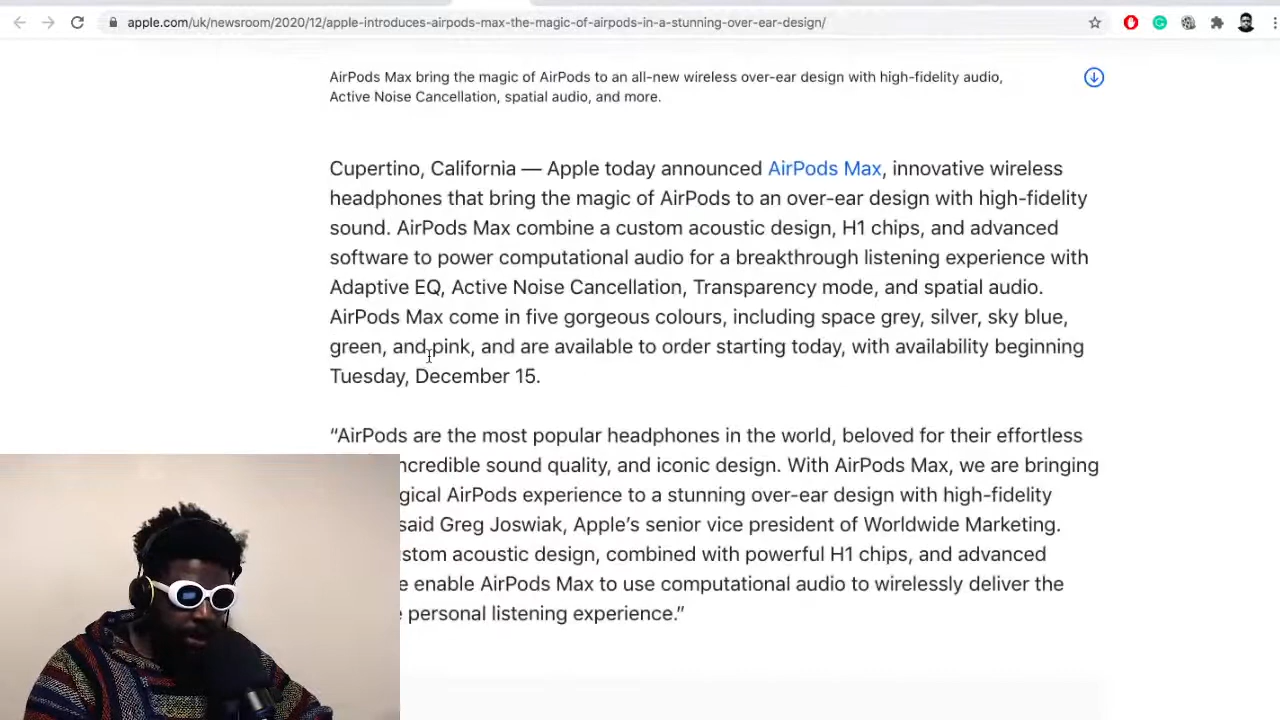 apple.com/uk/newsroom/2020/12/apple-introduces-airpods-max-the-magic-of-airpods-in-a-stunning-over-ear-design/
AirPods Max bring the magic of AirPods to an all-new wireless over-ear design with high-fidelity audio,
Active Noise Cancellation, spatial audio, and more.
Cupertino, California — Apple today announced AirPods Max, innovative wireless
headphones that bring the magic of AirPods to an over-ear design with high-fidelity
sound. AirPods Max combine a custom acoustic design, H1 chips, and advanced
software to power computational audio for a breakthrough listening experience with
Adaptive EQ, Active Noise Cancellation, Transparency mode, and spatial audio.
AirPods Max come in five gorgeous colours, including space grey, silver, sky blue,
green, and pink, and are available to order starting today, with availability beginning
Tuesday, December 15.
“AirPods are the most popular headphones in the world, beloved for their effortless
ncredible sound quality, and iconic design. With AirPods Max, we are bringing
gical AirPods experience to a stunning over-ear design with high-fidelity
said Greg Joswiak, Apple’s senior vice president of Worldwide Marketing.
stom acoustic design, combined with powerful H1 chips, and advanced
e enable AirPods Max to use computational audio to wirelessly deliver the
personal listening experience.”